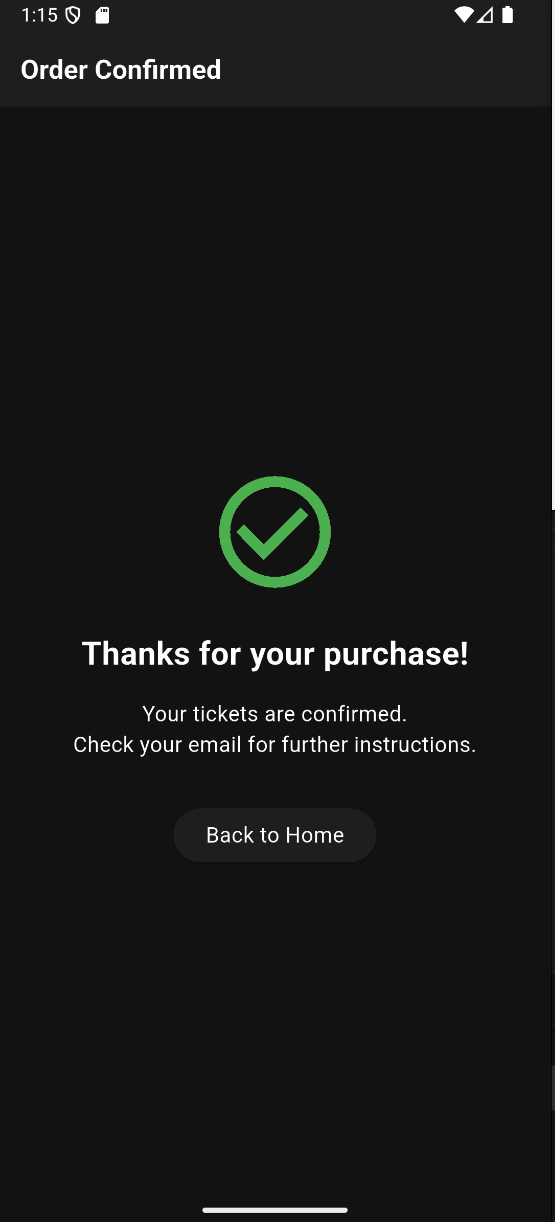 1:15
Order Confirmed
Thanks for your purchase!
Your tickets are confirmed.
Check your email for further instructions.
Back to Home